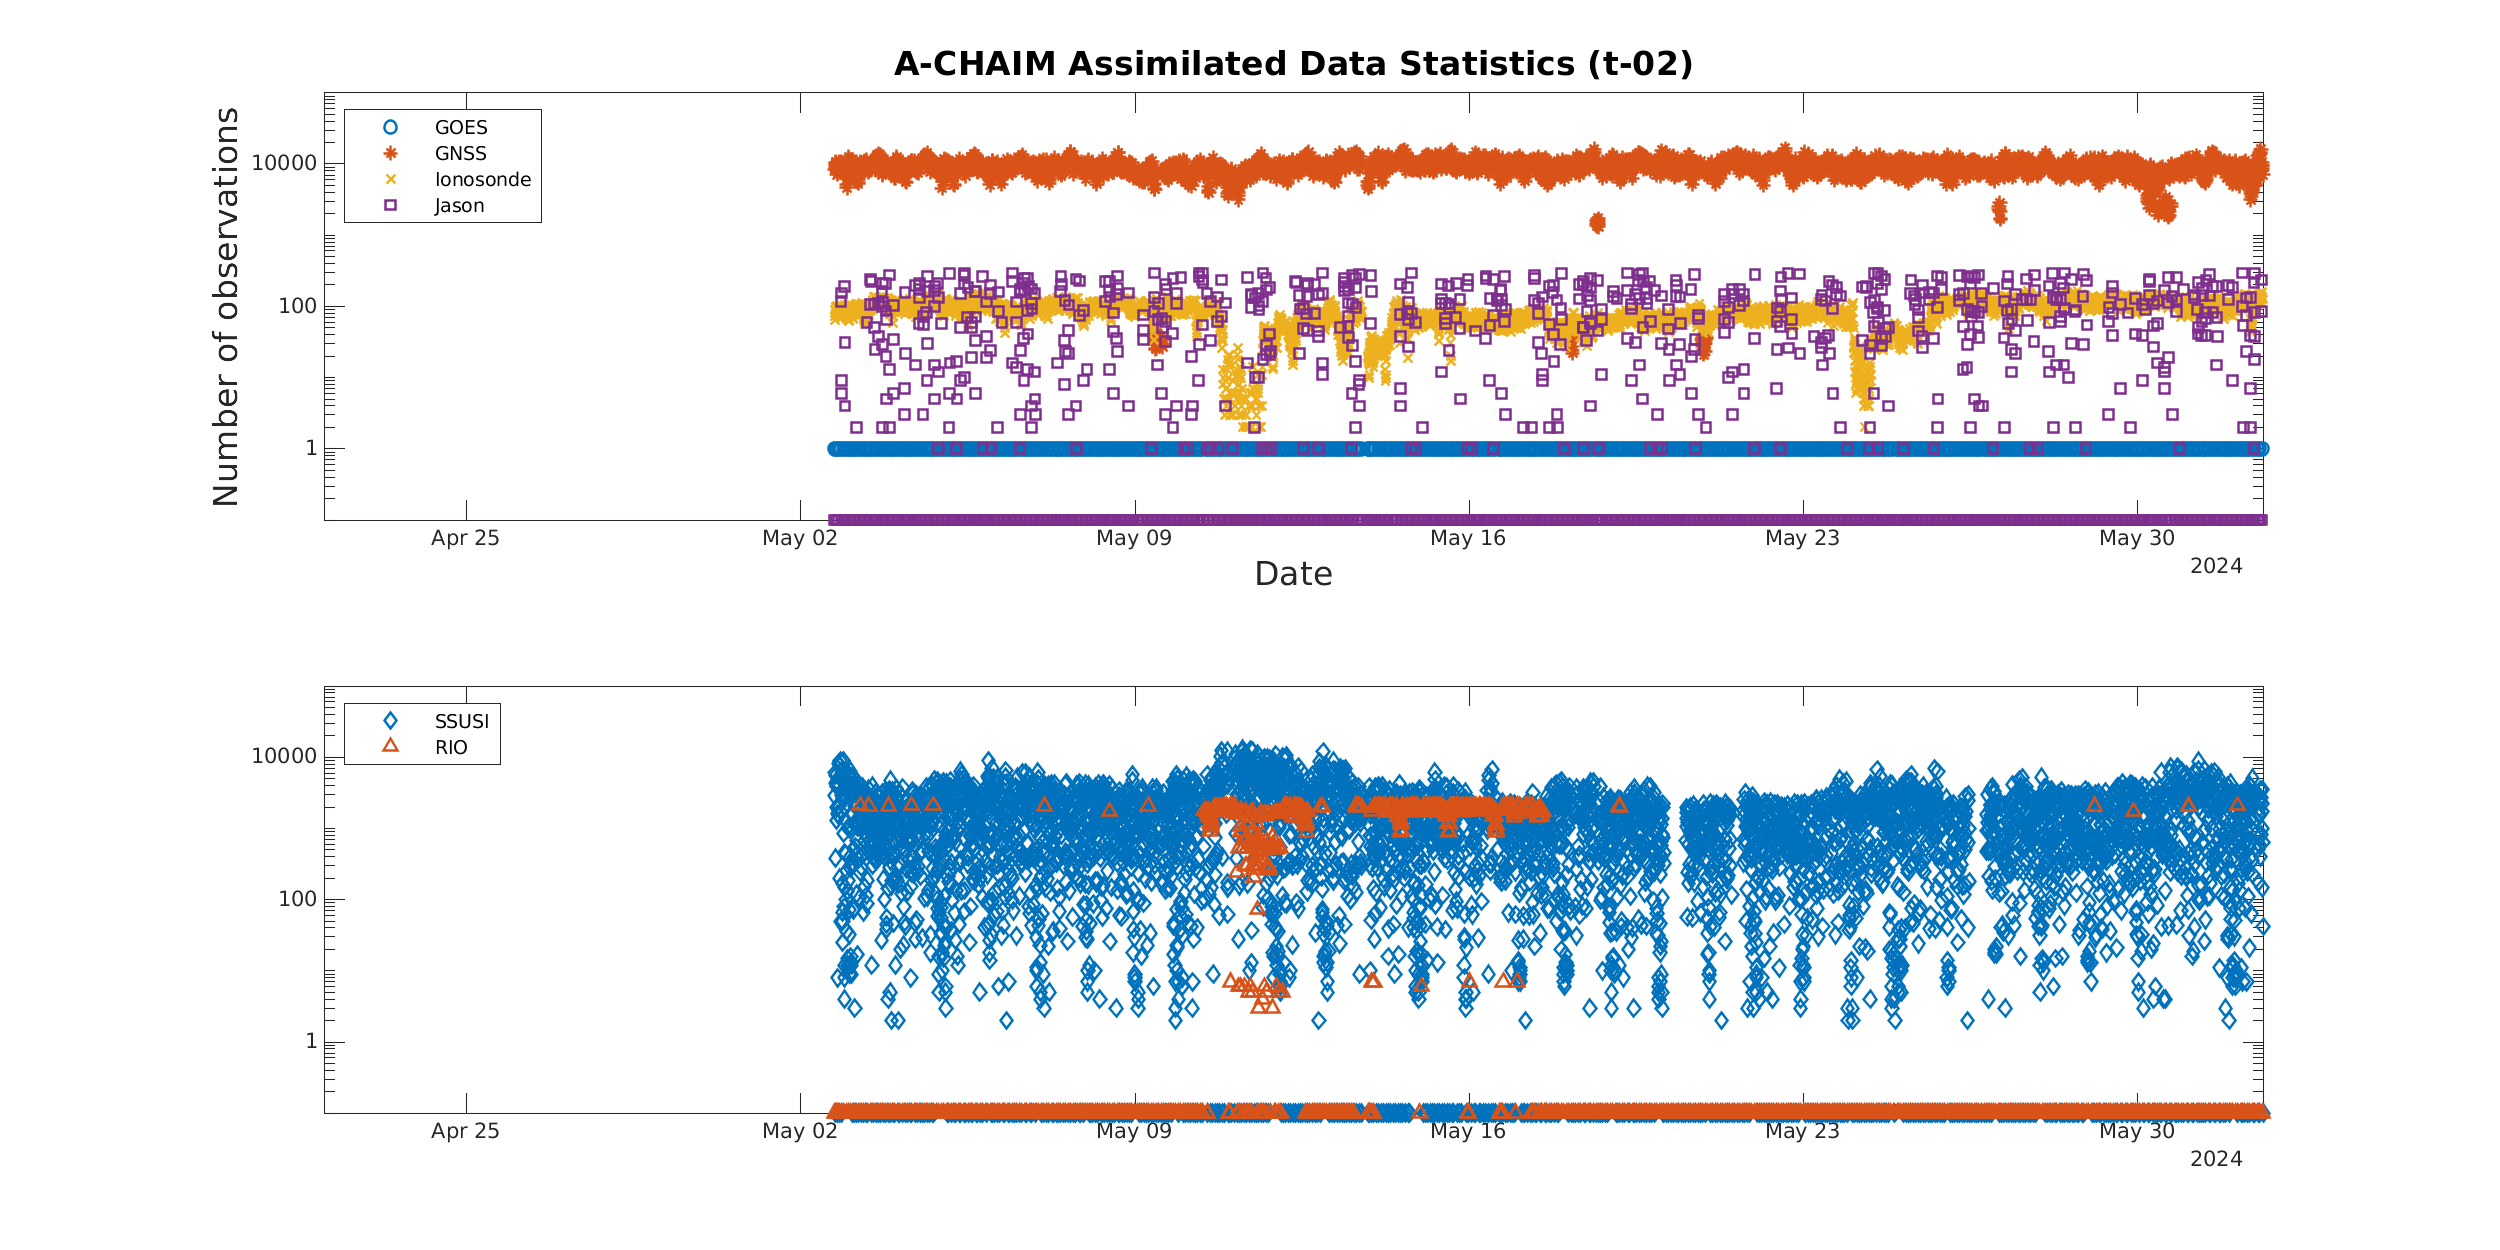 A-CHAIM Assimilated Data Statistics (t-02)
Number of observations
10000
100
1
GOES
GNSS
Ionosonde
Jason
Apr 25
May 02
May 09
May 16
May 23
May 30
2024
Date
10000
100
1
SSUSI
RIO
Apr 25
May 02
May 09
May 16
May 23
May 30
2024